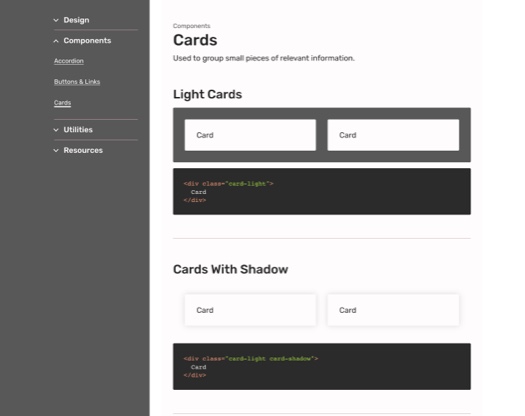 Design
Components
Accordion
Buttons & Links
Cards
Utilities
Resources
Components
Cards
Used to group small pieces of relevant information.
Light Cards
Card
Card
<div class="card-light">
Card
</div>
Cards With Shadow
Card
Card
<div class="card-light card-shadow">
Card
</div>